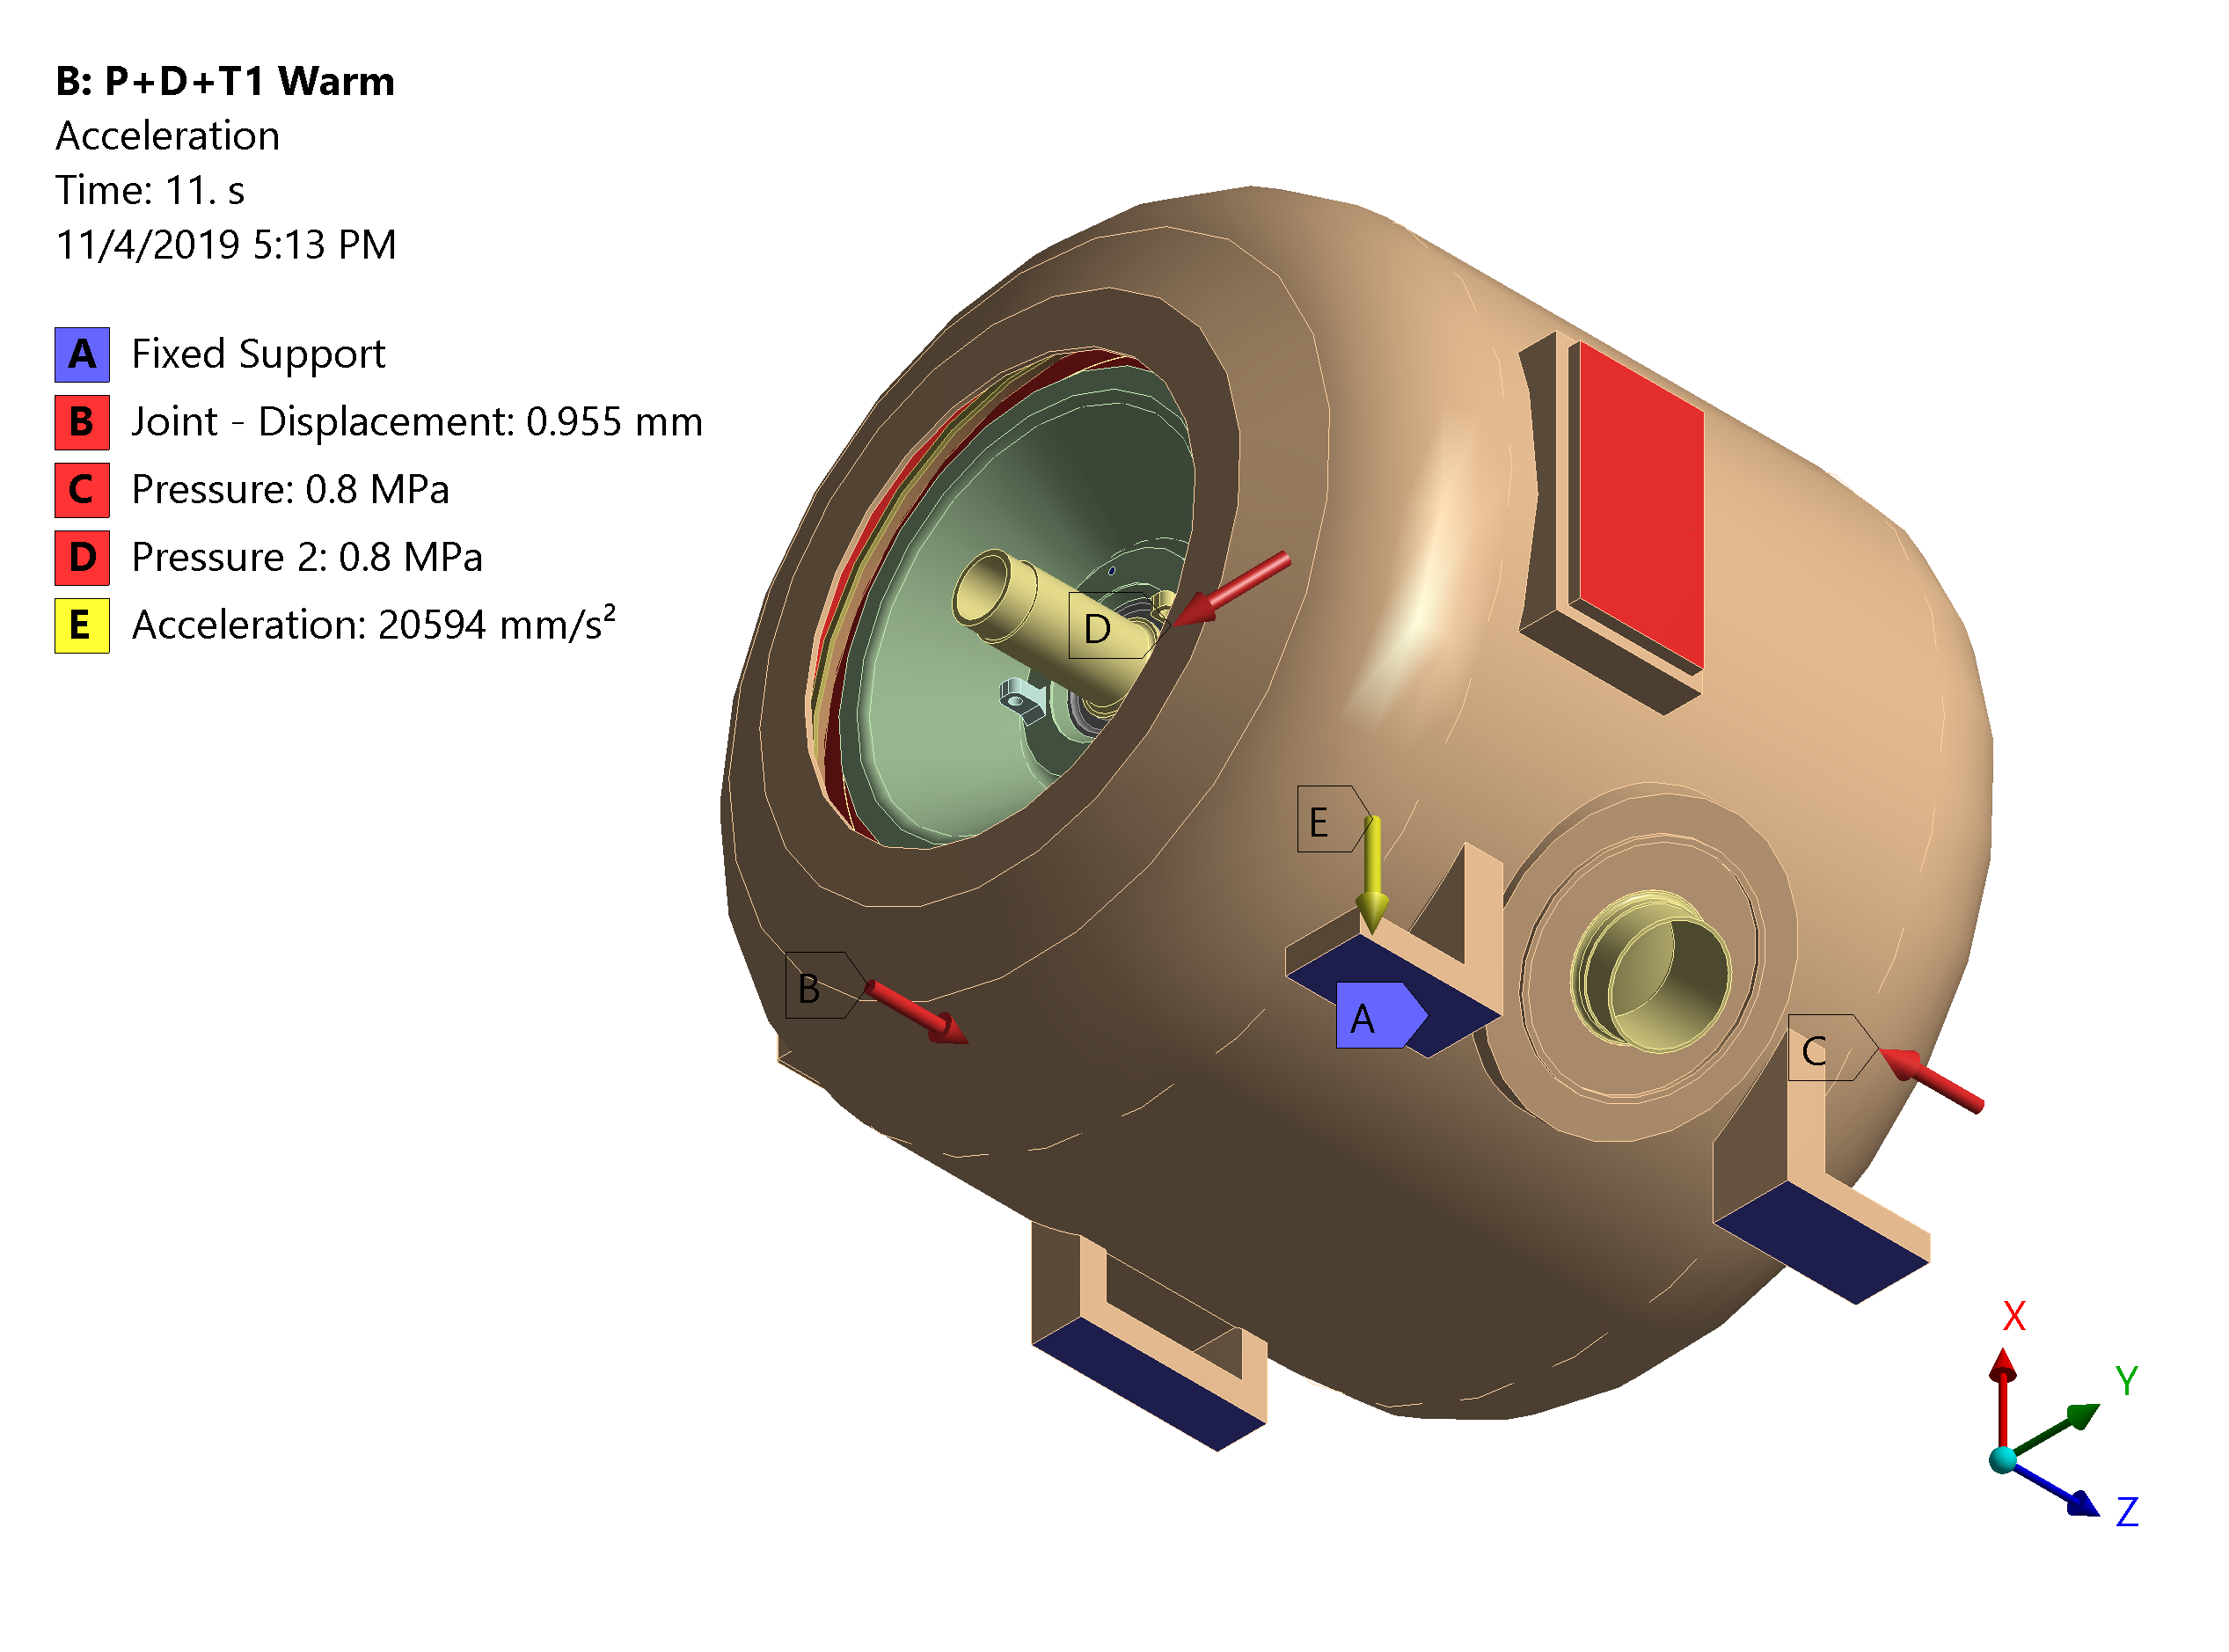 B: P+D+T1 Warm
Acceleration
Time: 11. s
11/4/2019 5:13 PM
A Fixed Support
B Joint - Displacement: 0.955 mm
C Pressure: 0.8 MPa
D Pressure 2: 0.8 MPa
E Acceleration: 20594 mm/s²
D
E
B
A
C
X
Y
Z